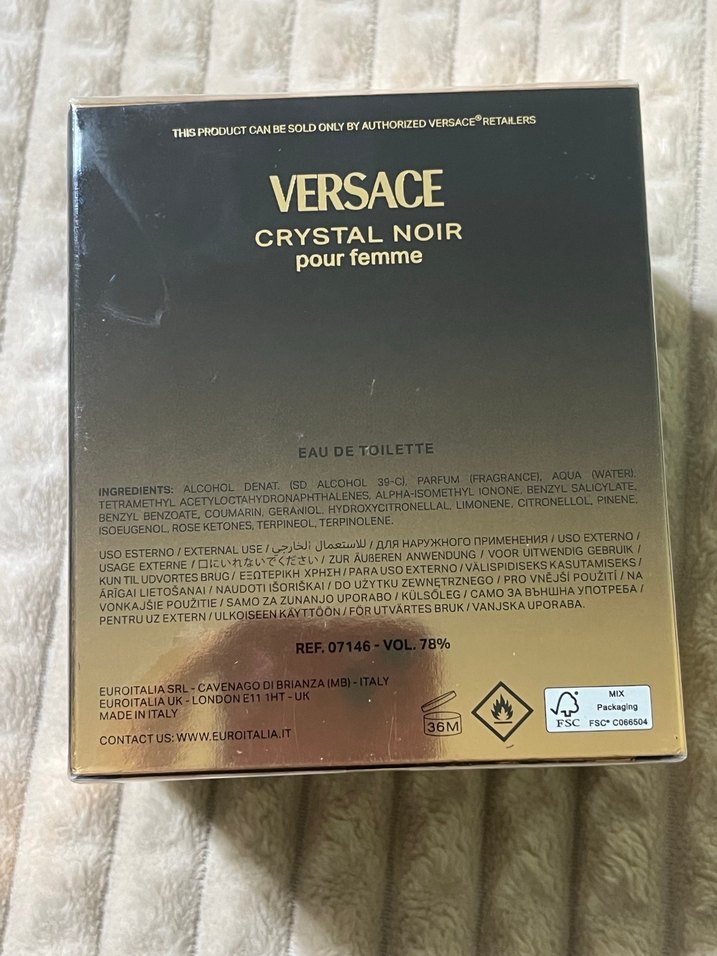 THIS PRODUCT CAN BE SOLD ONLY BY AUTHORIZED VERSACE® RETAILERS
VERSACE
CRYSTAL NOIR
pour femme
EAU DE TOILETTE
INGREDIENTS: ALCOHOL DENAT. (SD ALCOHOL 39-C), PARFUM (FRAGRANCE), AQUA (WATER),
TETRAMETHYL ACETYLOCTAHYDRONAPHTHALENES, ALPHA-ISOMETHYL IONONE, BENZYL SALICYLATE,
BENZYL BENZOATE, COUMARIN, GERANIOL, HYDROXYCITRONELLAL, LIMONENE, CITRONELLOL, PINENE,
ISOEUGENOL, ROSE KETONES, TERPINEOL, TERPINOLENE.
USO ESTERNO / EXTERNAL USE / للاستعمال الخارجي / ДЛЯ НАРУЖНОГО ПРИМЕНЕНИЯ / USO EXTERNO /
USAGE EXTERNE / 口にいれないでください / ZUR ÄUßEREN ANWENDUNG / VOOR UITWENDIG GEBRUIK /
KUN TIL UDVORTES BRUG / ΕΞΩΤΕΡΙΚΗ ΧΡΗΣΗ / PARA USO EXTERNO / VÄLISPIDISEKS KASUTAMISEKS /
ĀRĪGAI LIETOŠANAI / NAUDOTI IŠORIŠKAI / DO UŻYTKU ZEWNĘTRZNEGO / PRO VNĚJŠÍ POUŽITÍ / NA
VONKAJŠIE POUŽITIE / SAMO ZA ZUNANJO UPORABO / KÜLSŐLEG / САМО ЗА ВЪНШНА УПОТРЕБА /
PENTRU UZ EXTERN / ULKOISEEN KÄYTTÖÖN / FÖR UTVÄRTES BRUK / VANJSKA UPORABA.
REF. 07146 - VOL. 78%
EUROITALIA SRL - CAVENAGO DI BRIANZA (MB) - ITALY
EUROITALIA UK - LONDON E11 1HT - UK
MADE IN ITALY
CONTACT US: WWW.EUROITALIA.IT
36M
FSC
MIX
Packaging
FSC® C066504